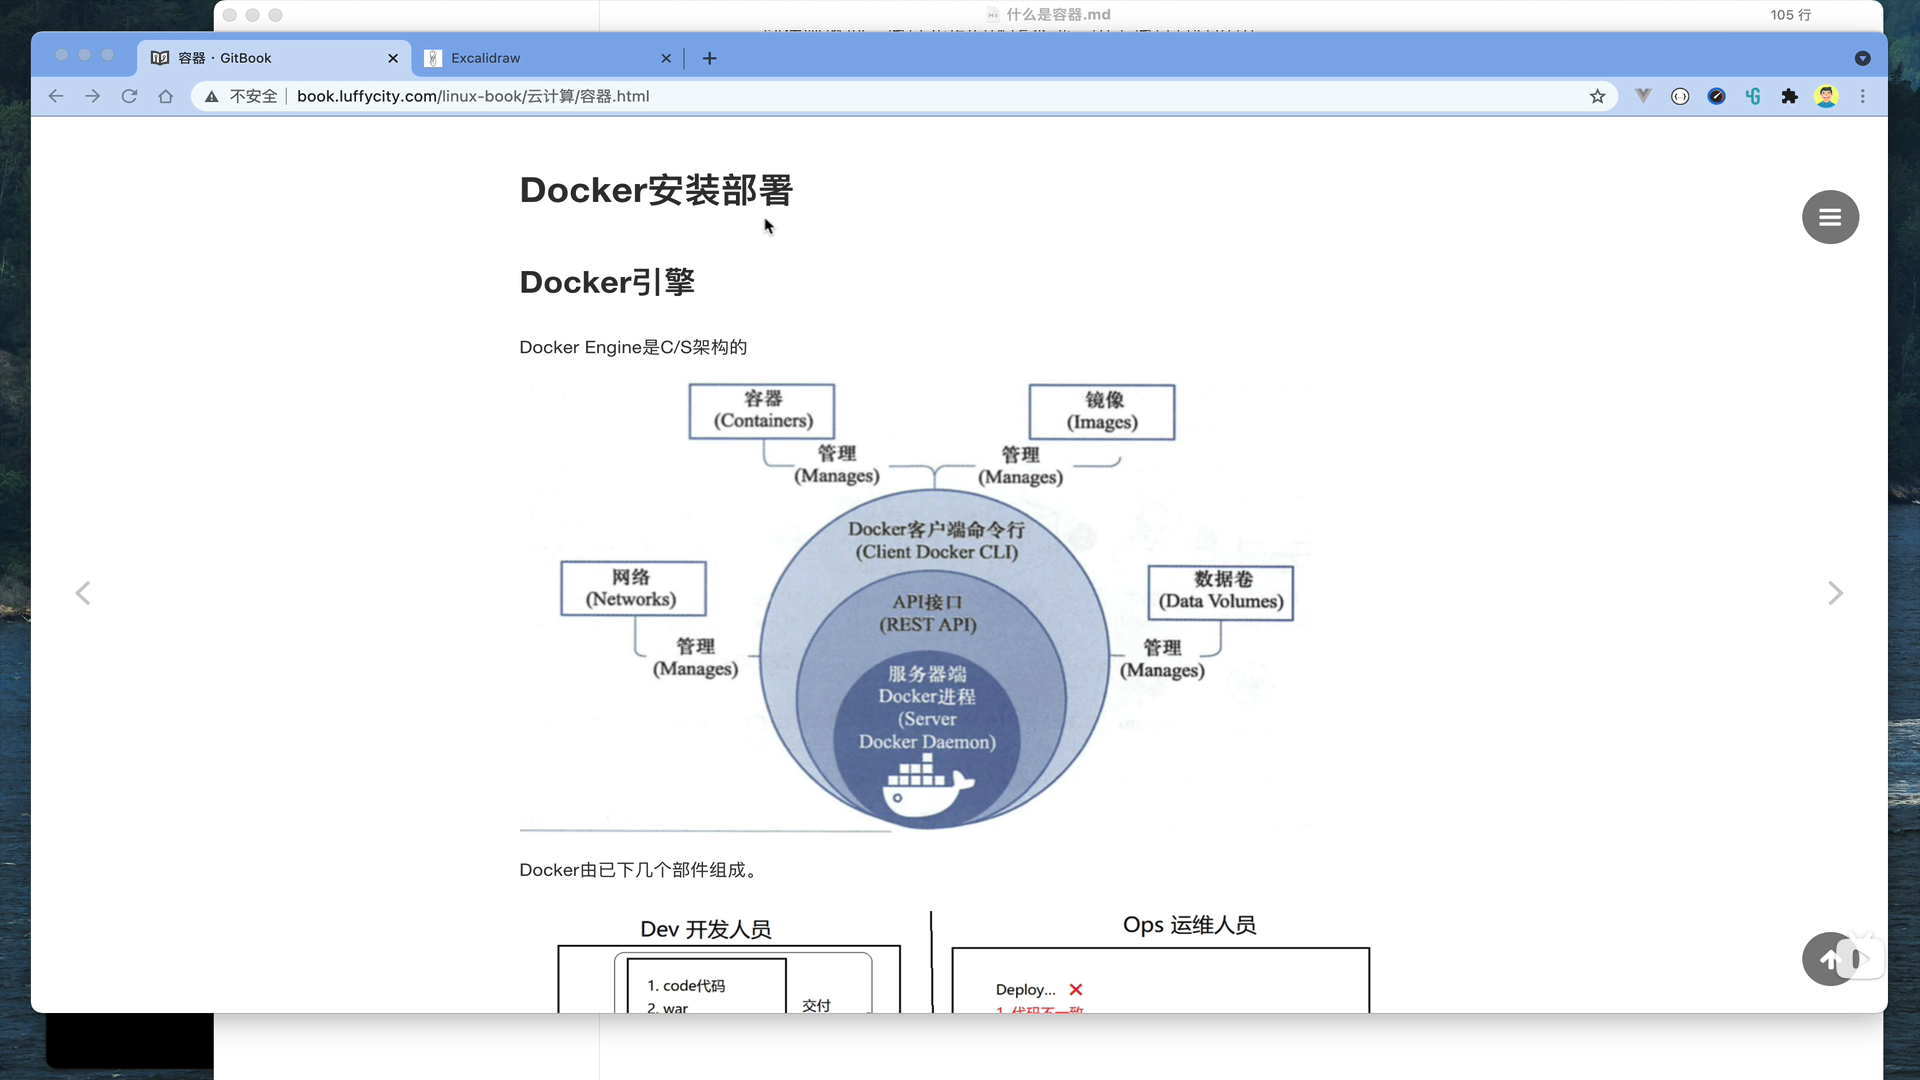 什么是容器.md
105 行
容器 · GitBook
Excalidraw
不安全
book.luffycity.com/linux-book/云计算/容器.html
Docker安装部署
Docker引擎
Docker Engine是C/S架构的
容器
(Containers)
镜像
(Images)
管理
(Manages)
管理
(Manages)
Docker客户端命令行
(Client Docker CLI)
网络
(Networks)
数据卷
(Data Volumes)
API接口
(REST API)
管理
(Manages)
管理
(Manages)
服务器端
Docker进程
(Server
Docker Daemon)
Docker由已下几个部件组成。
Dev 开发人员
Ops 运维人员
1. code代码
2. war
交付
Deploy...
1. 代码不一致